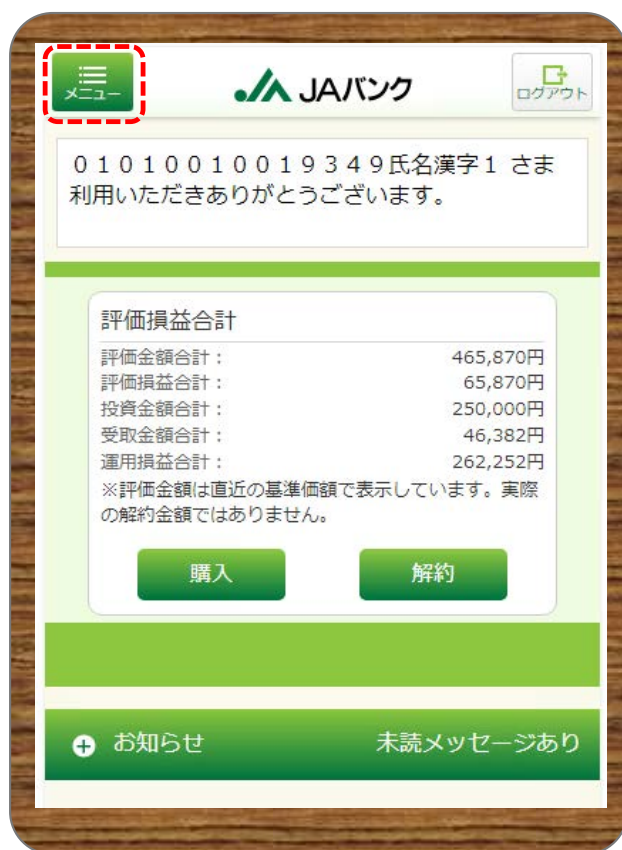 メニュー
JAバンク
ログアウト
０１０１００１００１９３４９氏名漢字１ さま
利用いただきありがとうございます。
評価損益合計
評価金額合計： 465,870円
評価損益合計： 65,870円
投資金額合計： 250,000円
受取金額合計： 46,382円
運用損益合計： 262,252円
※評価金額は直近の基準価額で表示しています。実際
の解約金額ではありません。
購入 解約
お知らせ 未読メッセージあり